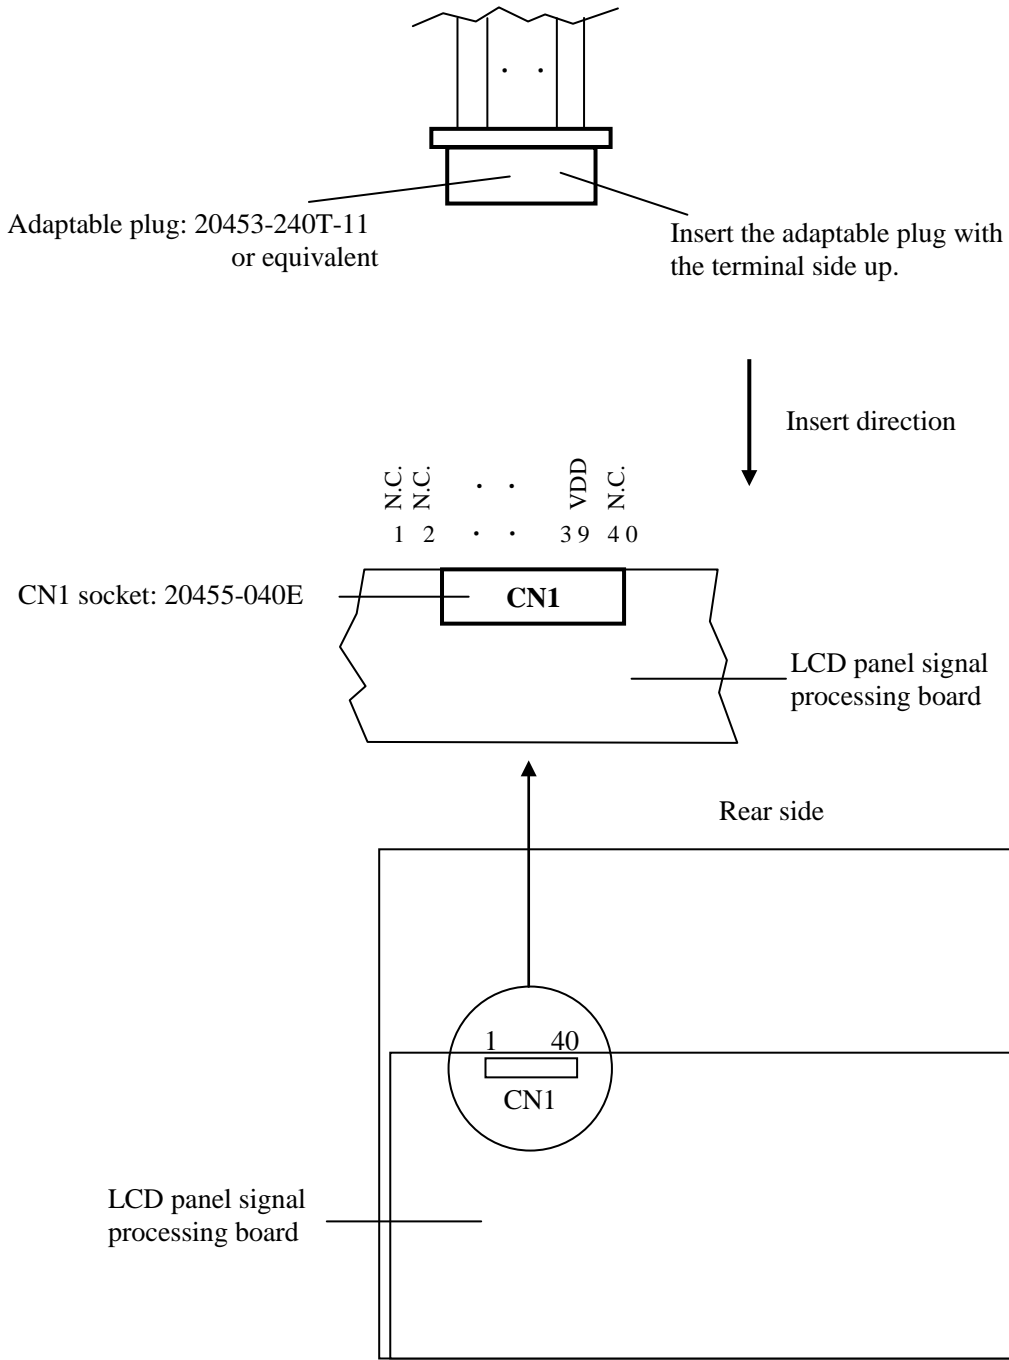 Adaptable plug: 20453-240T-11
or equivalent
Insert the adaptable plug with
the terminal side up.
Insert direction
N.C. N.C. · · VDD N.C.
1 2 · · 39 40
CN1 socket: 20455-040E
CN1
LCD panel signal
processing board
Rear side
1 40
CN1
LCD panel signal
processing board